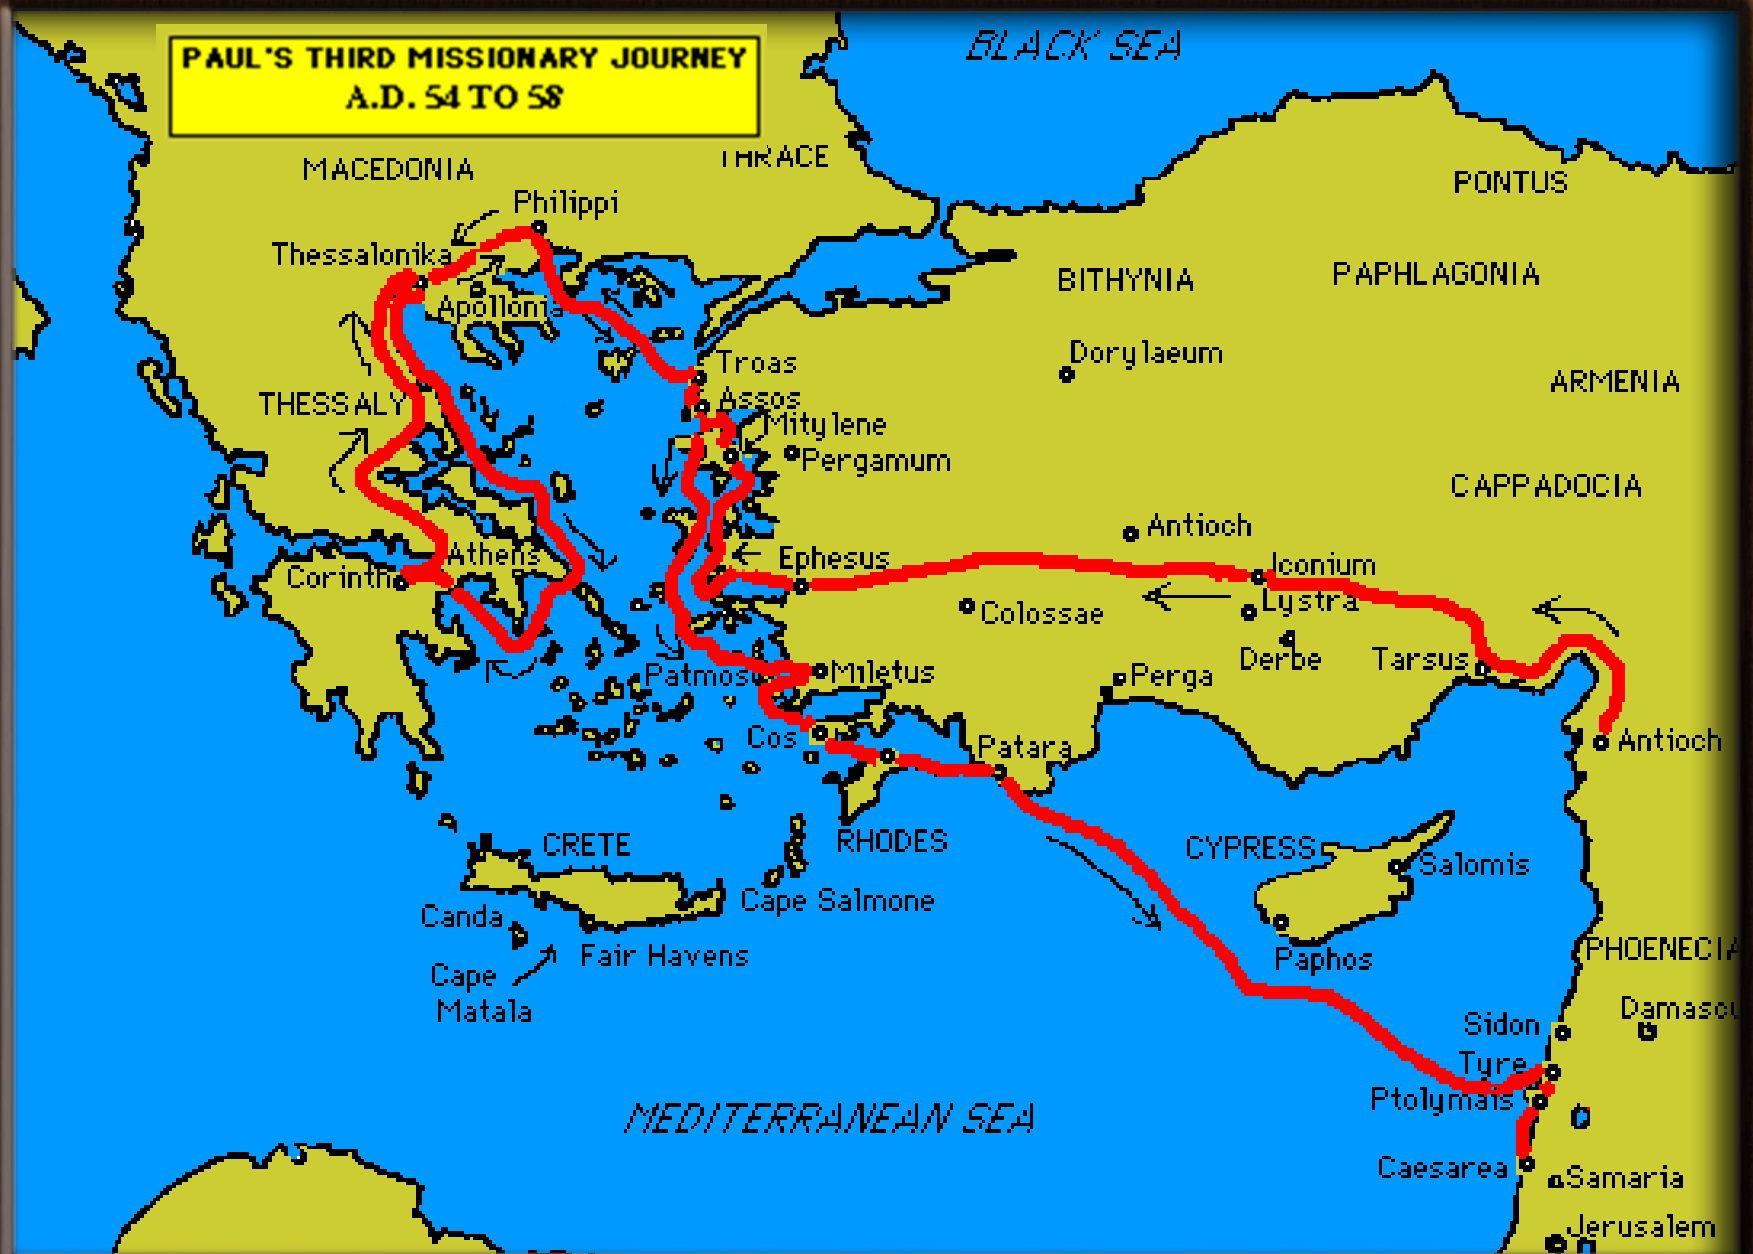 PAUL'S THIRD MISSIONARY JOURNEY
A.D. 54 TO 58
BLACK SEA
MACEDONIA
THRACE
PONTUS
Philippi
Thessalonika
BITHYNIA
PAPHLAGONIA
Apollonia
Troas
Dorylaeum
ARMENIA
THESSALY
Assos
Mitylene
Pergamum
CAPPADOCIA
Antioch
Athens
Ephesus
Iconium
Corinth
Colossae
Lystra
Derbe
Tarsus
Patmos
Miletus
Perga
Cos
Patara
Antioch
CRETE
RHODES
CYPRESS
Salomis
Canda
Cape Salmone
Fair Havens
Paphos
PHOENECIA
Cape
Matala
Damascu
Sidon
Tyre
Ptolymais
MEDITERRANEAN SEA
Caesarea
Samaria
Jerusalem